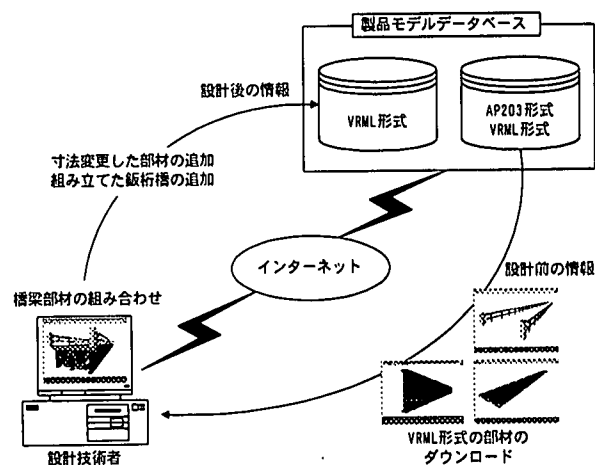 製品モデルデータベース
設計後の情報
VRML形式
AP203形式
VRML形式
寸法変更した部材の追加
組み立てた鈑桁橋の追加
インターネット
設計前の情報
橋梁部材の組み合わせ
設計技術者
VRML形式の部材の
ダウンロード